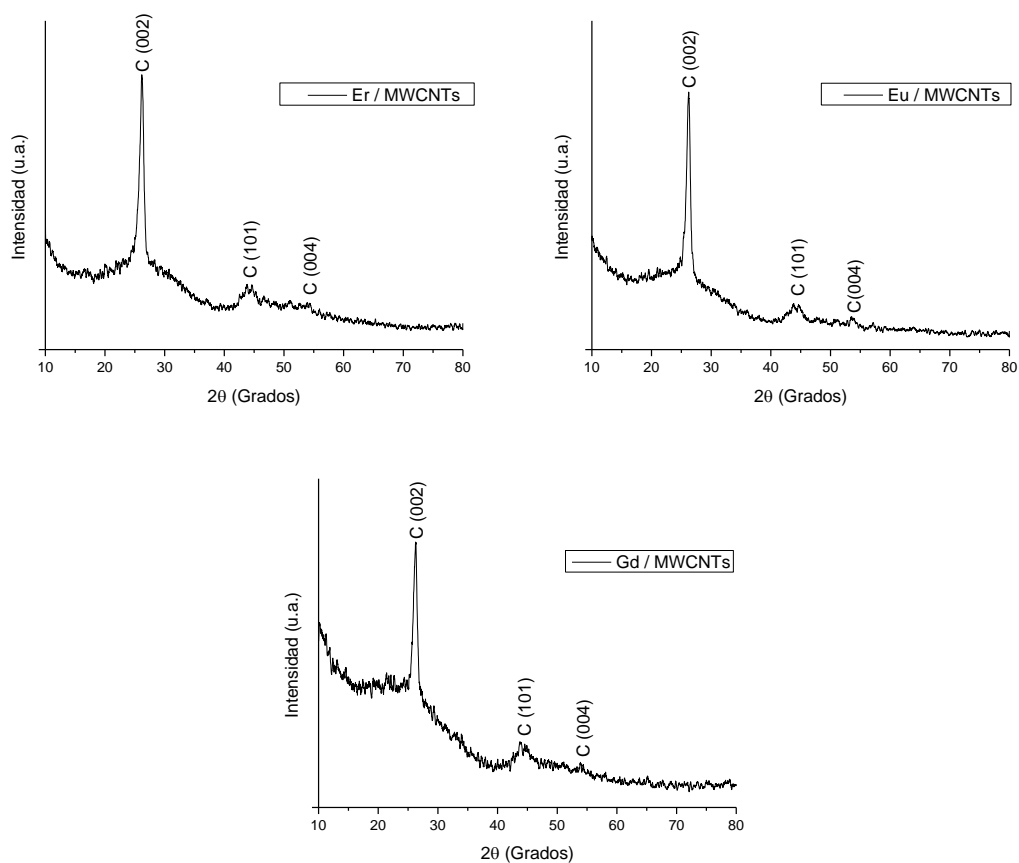 C (002)
Er / MWCNTs
C (101)
C (004)
Intensidad (u.a.)
10 20 30 40 50 60 70 80
2θ (Grados)
C (002)
Eu / MWCNTs
C (101)
C(004)
Intensidad (u.a.)
10 20 30 40 50 60 70 80
2θ (Grados)
C (002)
Gd / MWCNTs
C (101)
C (004)
Intensidad (u.a.)
10 20 30 40 50 60 70 80
2θ (Grados)